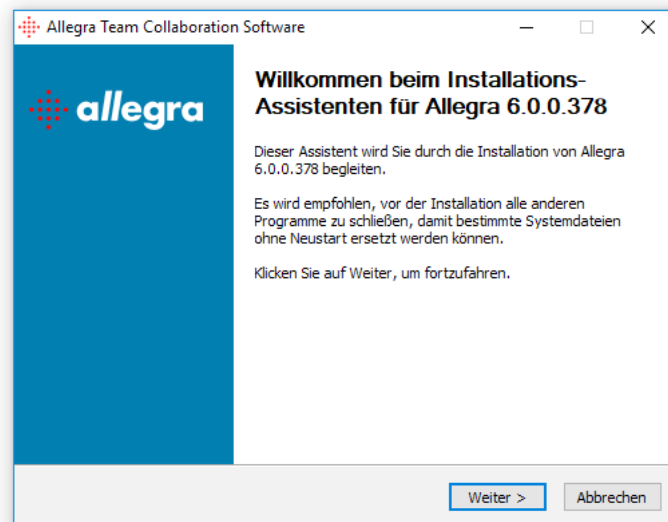 Allegra Team Collaboration Software
allegra
Willkommen beim Installations-
Assistenten für Allegra 6.0.0.378
Dieser Assistent wird Sie durch die Installation von Allegra
6.0.0.378 begleiten.
Es wird empfohlen, vor der Installation alle anderen
Programme zu schließen, damit bestimmte Systemdateien
ohne Neustart ersetzt werden können.
Klicken Sie auf Weiter, um fortzufahren.
Weiter >
Abbrechen